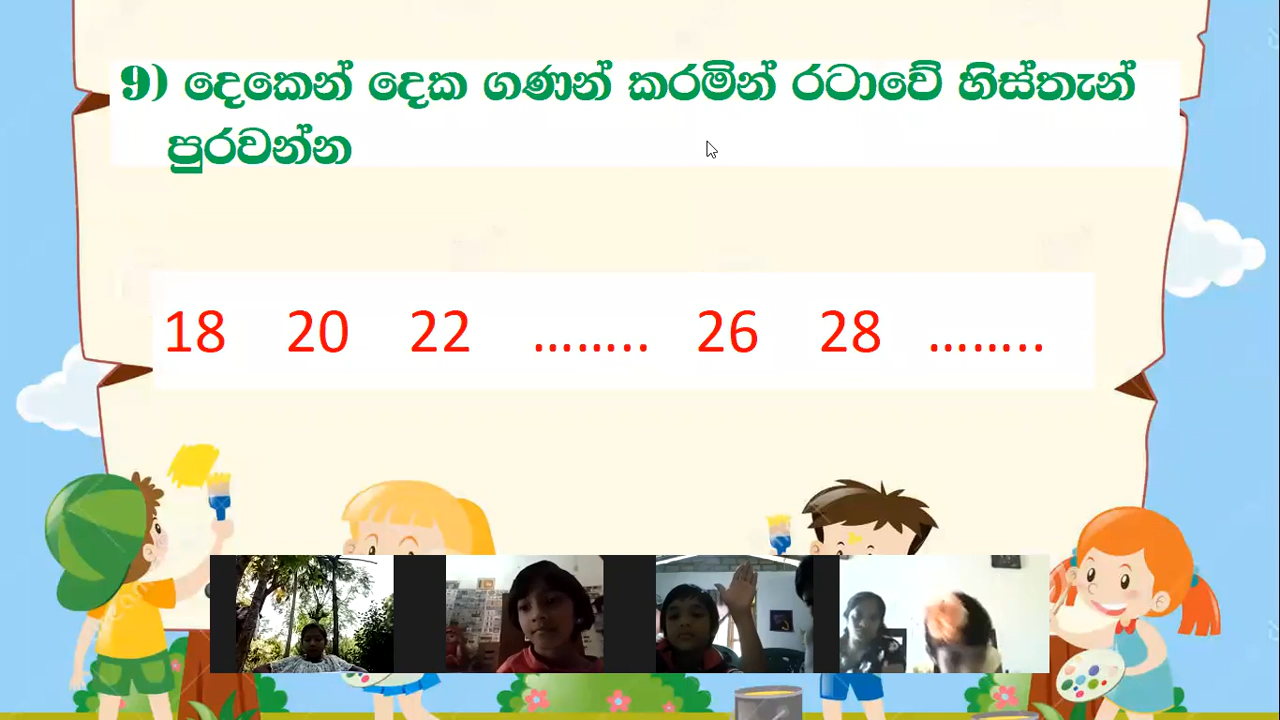 9) දෙකෙන් දෙක ගණන් කරමින් රටාවේ හිස්තැන්
පුරවන්න
18 20 22 …….. 26 28 ……..